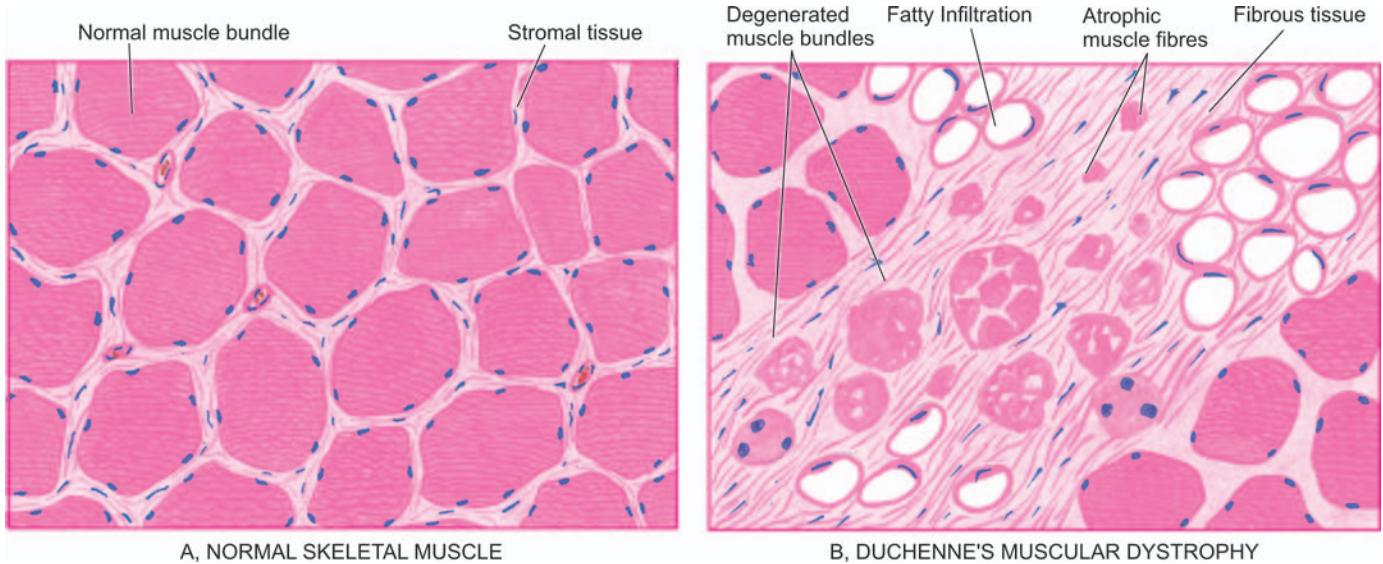 Normal muscle bundle
Stromal tissue
Degenerated
muscle bundles
Fatty Infiltration
Atrophic
muscle fibres
Fibrous tissue
A, NORMAL SKELETAL MUSCLE
B, DUCHENNE'S MUSCULAR DYSTROPHY